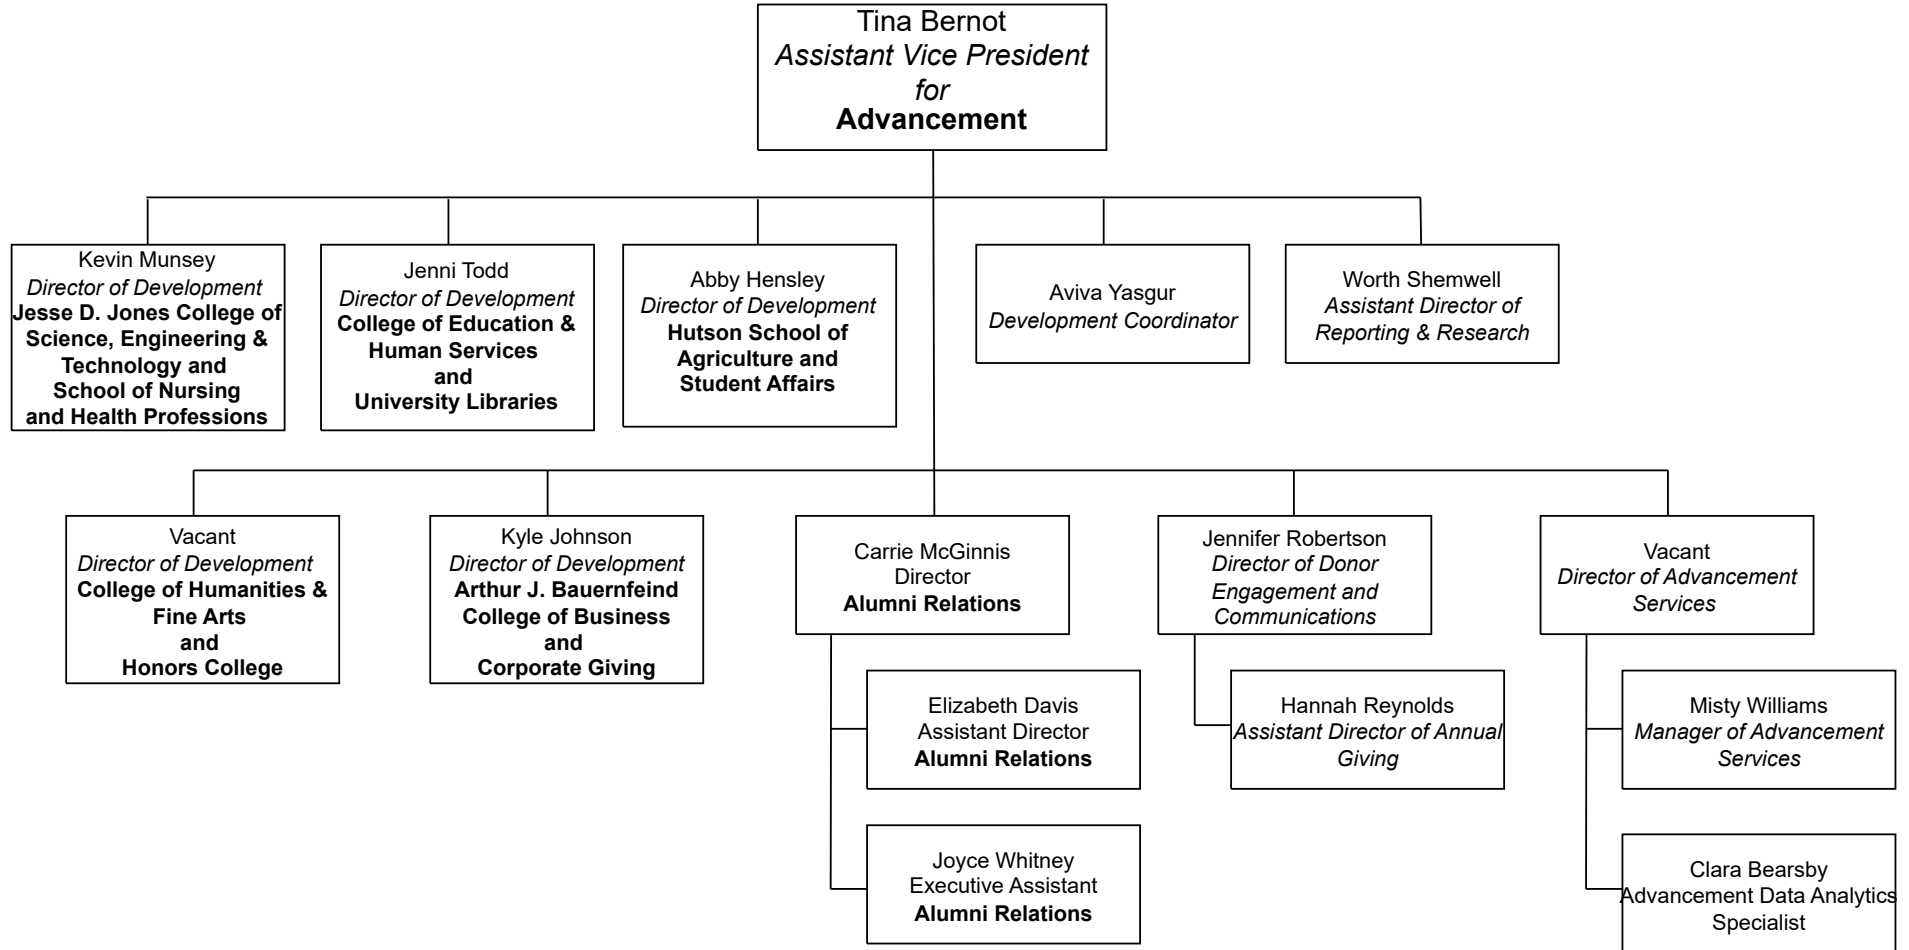 Tina Bernot
Assistant Vice President
for
Advancement
Kevin Munsey
Director of Development
Jesse D. Jones College of
Science, Engineering &
Technology and
School of Nursing
and Health Professions
Jenni Todd
Director of Development
College of Education &
Human Services
and
University Libraries
Abby Hensley
Director of Development
Hutson School of
Agriculture and
Student Affairs
Aviva Yasgur
Development Coordinator
Worth Shemwell
Assistant Director of
Reporting & Research
Vacant
Director of Development
College of Humanities &
Fine Arts
and
Honors College
Kyle Johnson
Director of Development
Arthur J. Bauernfeind
College of Business
and
Corporate Giving
Carrie McGinnis
Director
Alumni Relations
Jennifer Robertson
Director of Donor
Engagement and
Communications
Vacant
Director of Advancement
Services
Elizabeth Davis
Assistant Director
Alumni Relations
Hannah Reynolds
Assistant Director of Annual
Giving
Misty Williams
Manager of Advancement
Services
Joyce Whitney
Executive Assistant
Alumni Relations
Clara Bearsby
Advancement Data Analytics
Specialist